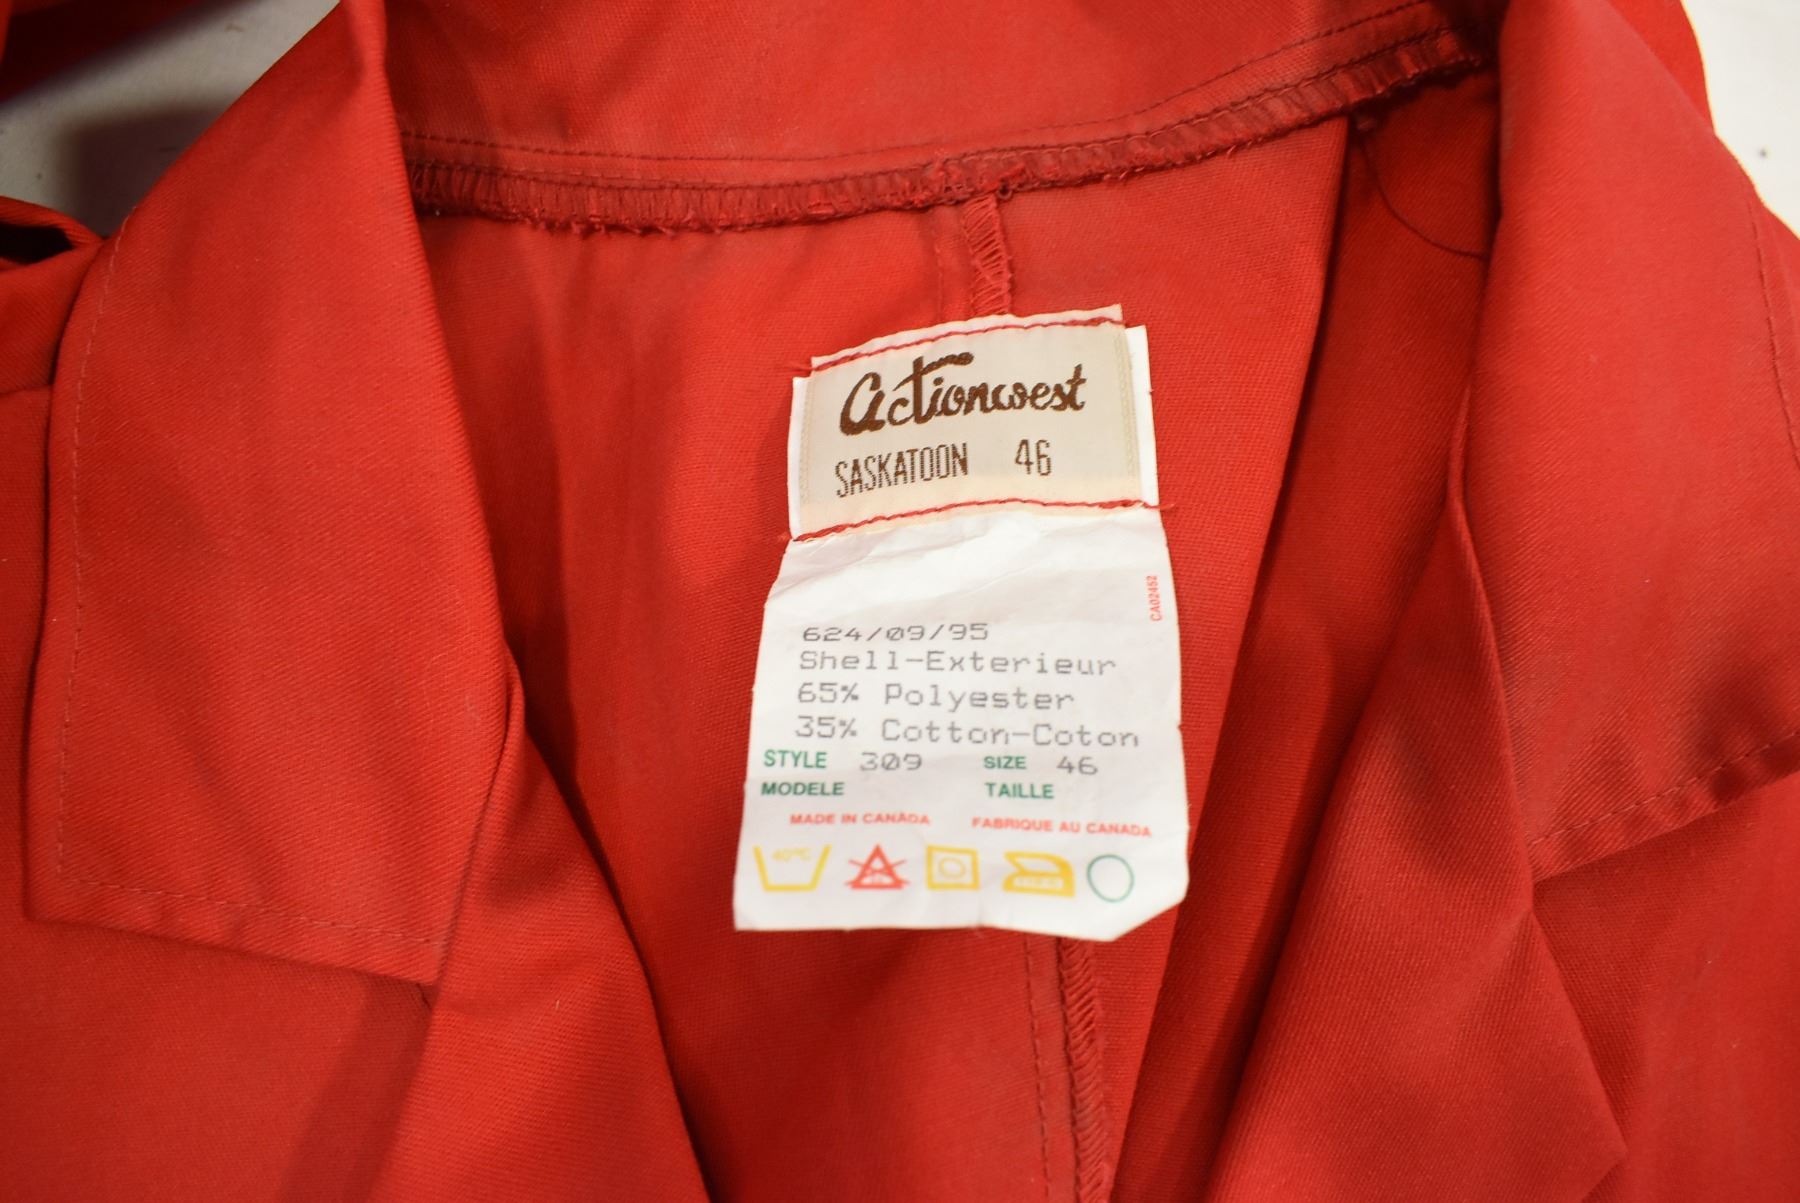 actionwest
SASKATOON 46
CA02452
624/09/95
Shell-Exterieur
65% Polyester
35% Cotton-Coton
STYLE 309 SIZE 46
MODELE TAILLE
MADE IN CANADA FABRIQUE AU CANADA
40°C